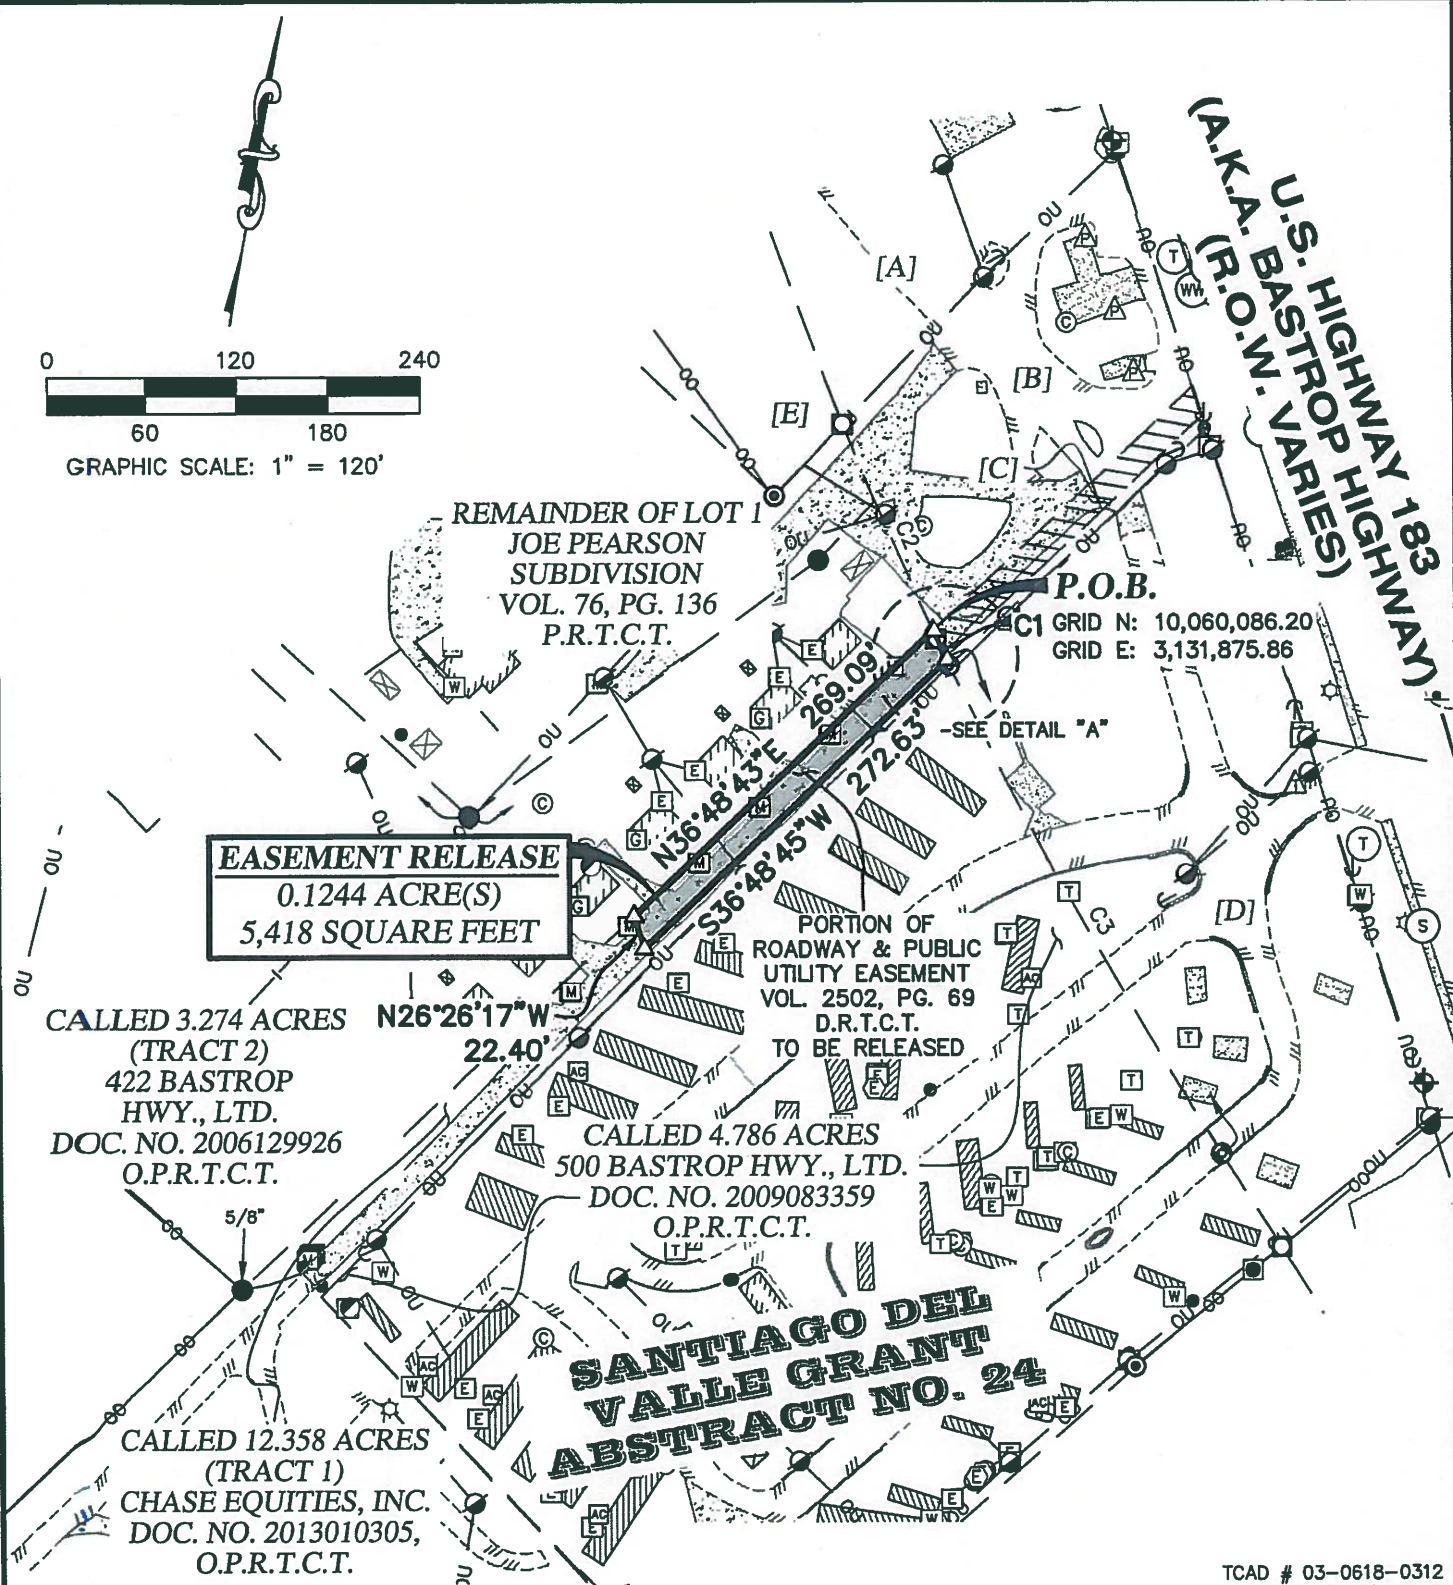 0 120 240
60 180
GRAPHIC SCALE: 1" = 120'
U.S. HIGHWAY 183
(A.K.A. BASTROP HIGHWAY)
(R.O.W. VARIES)
[A]
[B]
[E]
[C]
REMAINDER OF LOT 1
JOE PEARSON
SUBDIVISION
VOL. 76, PG. 136
P.R.T.C.T.
C2
P.O.B.
C1
GRID N: 10,060,086.20
GRID E: 3,131,875.86
N36°48'43"E 269.09'
S36°48'45"W 272.63'
SEE DETAIL "A"
EASEMENT RELEASE
0.1244 ACRE(S)
5,418 SQUARE FEET
PORTION OF
ROADWAY & PUBLIC
UTILITY EASEMENT
VOL. 2502, PG. 69
D.R.T.C.T.
TO BE RELEASED
C3
[D]
N26°26'17"W
22.40'
CALLED 3.274 ACRES
(TRACT 2)
422 BASTROP
HWY., LTD.
DOC. NO. 2006129926
O.P.R.T.C.T.
5/8"
CALLED 4.786 ACRES
500 BASTROP HWY., LTD.
DOC. NO. 2009083359
O.P.R.T.C.T.
SANTIAGO DEL
VALLE GRANT
ABSTRACT NO. 24
CALLED 12.358 ACRES
(TRACT 1)
CHASE EQUITIES, INC.
DOC. NO. 2013010305,
O.P.R.T.C.T.
TCAD # 03-0618-0312